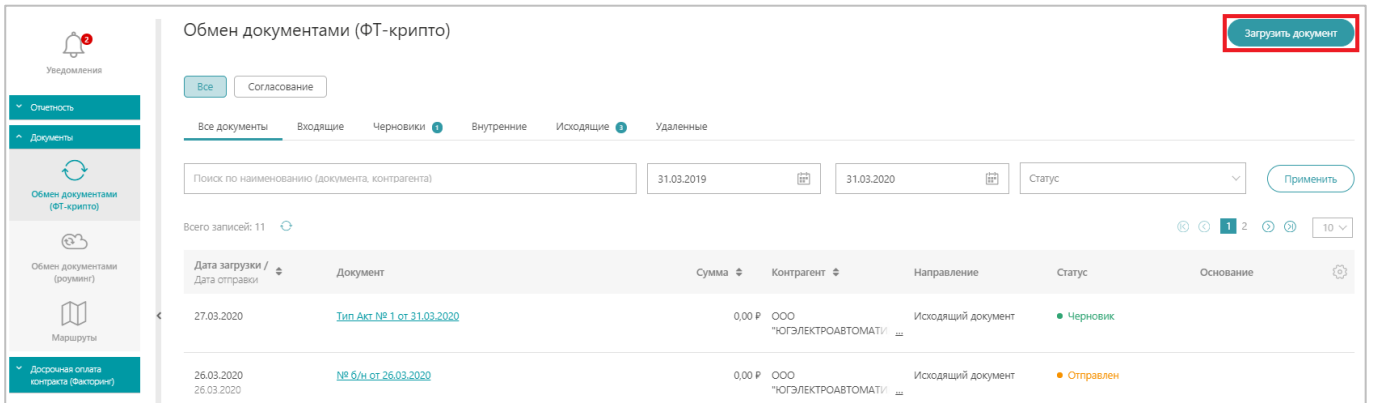 Обмен документами (ФТ-крипто)
Загрузить документ
2
Уведомления
Отчетность
Документы
Обмен документами
(ФТ-крипто)
Обмен документами
(роуминг)
Маршруты
Досрочная оплата
контракта (Факторинг)
Все Согласование
Все документы Входящие Черновики 1 Внутренние Исходящие 3 Удаленные
Поиск по наименованию (документа, контрагента) 31.03.2019 31.03.2020 Статус Применить
Всего записей: 11 1 2 10
Дата загрузки /
Дата отправки
Документ Сумма Контрагент Направление Статус Основание
27.03.2020 Тип Акт № 1 от 31.03.2020 0,00 ₽ ООО Исходящий документ Черновик
"ЮГЭЛЕКТРОАВТОМАТИ ...
26.03.2020 № б/н от 26.03.2020 0,00 ₽ ООО Исходящий документ Отправлен
26.03.2020 "ЮГЭЛЕКТРОАВТОМАТИ ...